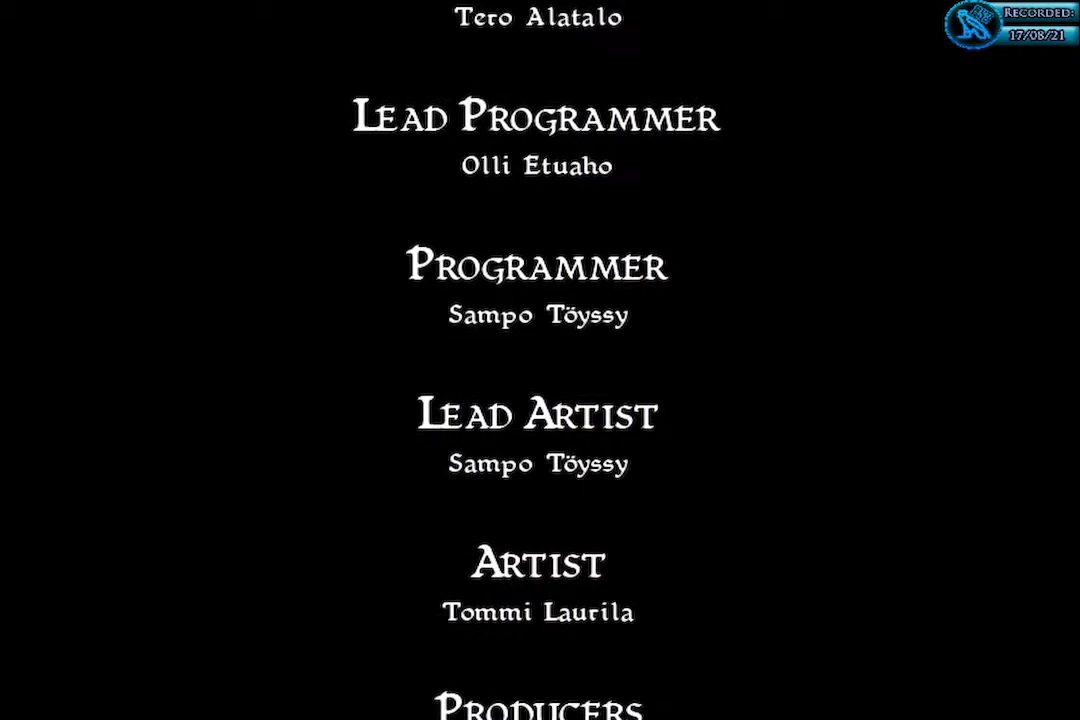 Tero Alatalo
RECORDED:
17/08/21
LEAD PROGRAMMER
Olli Etuaho
PROGRAMMER
Sampo Töyssy
LEAD ARTIST
Sampo Töyssy
ARTIST
Tommi Laurila
PRODUCERS